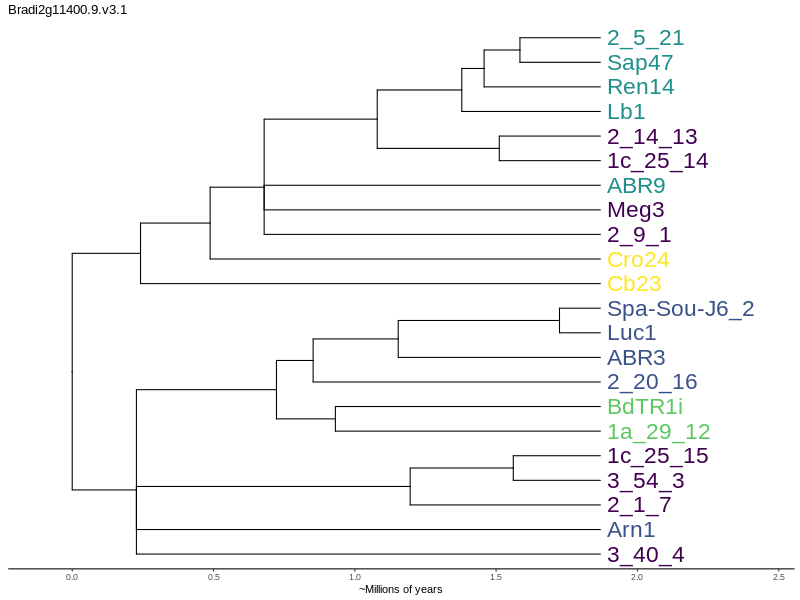 Bradi2g11400.9.v3.1
2_5_21
Sap47
Ren14
Lb1
2_14_13
1c_25_14
ABR9
Meg3
2_9_1
Cro24
Cb23
Spa-Sou-J6_2
Luc1
ABR3
2_20_16
BdTR1i
1a_29_12
1c_25_15
3_54_3
2_1_7
Arn1
3_40_4
0.0 0.5 1.0 1.5 2.0 2.5
~Millions of years